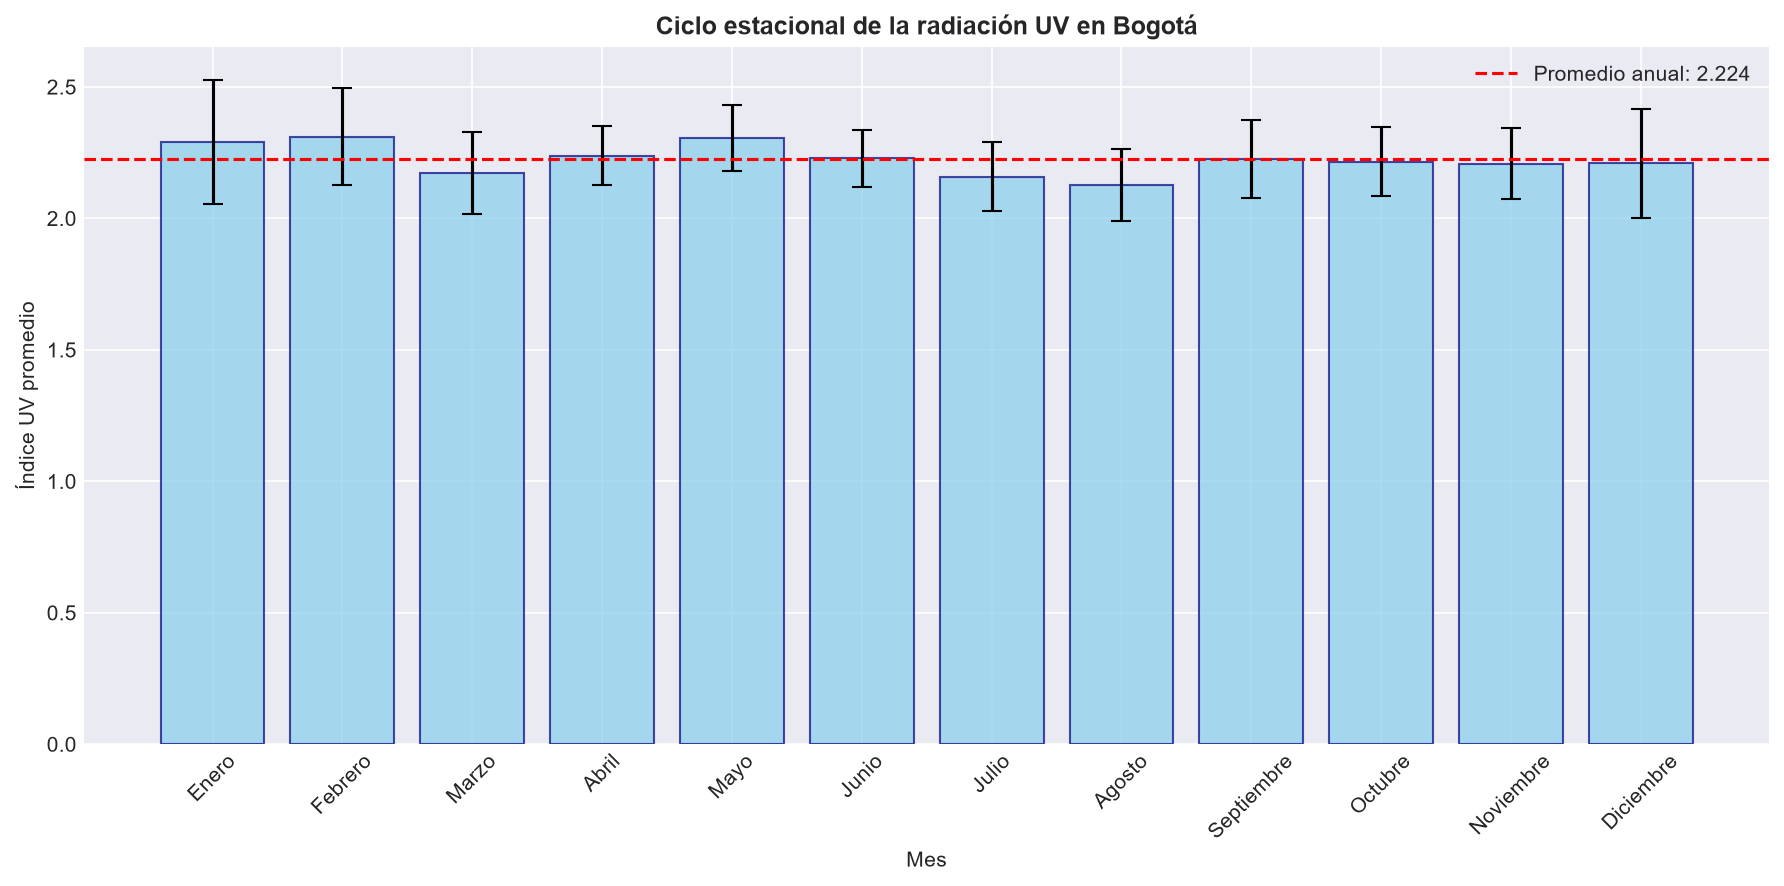 Ciclo estacional de la radiación UV en Bogotá
Promedio anual: 2.224
Índice UV promedio
2.5
2.0
1.5
1.0
0.5
0.0
Enero
Febrero
Marzo
Abril
Mayo
Junio
Julio
Agosto
Septiembre
Octubre
Noviembre
Diciembre
Mes